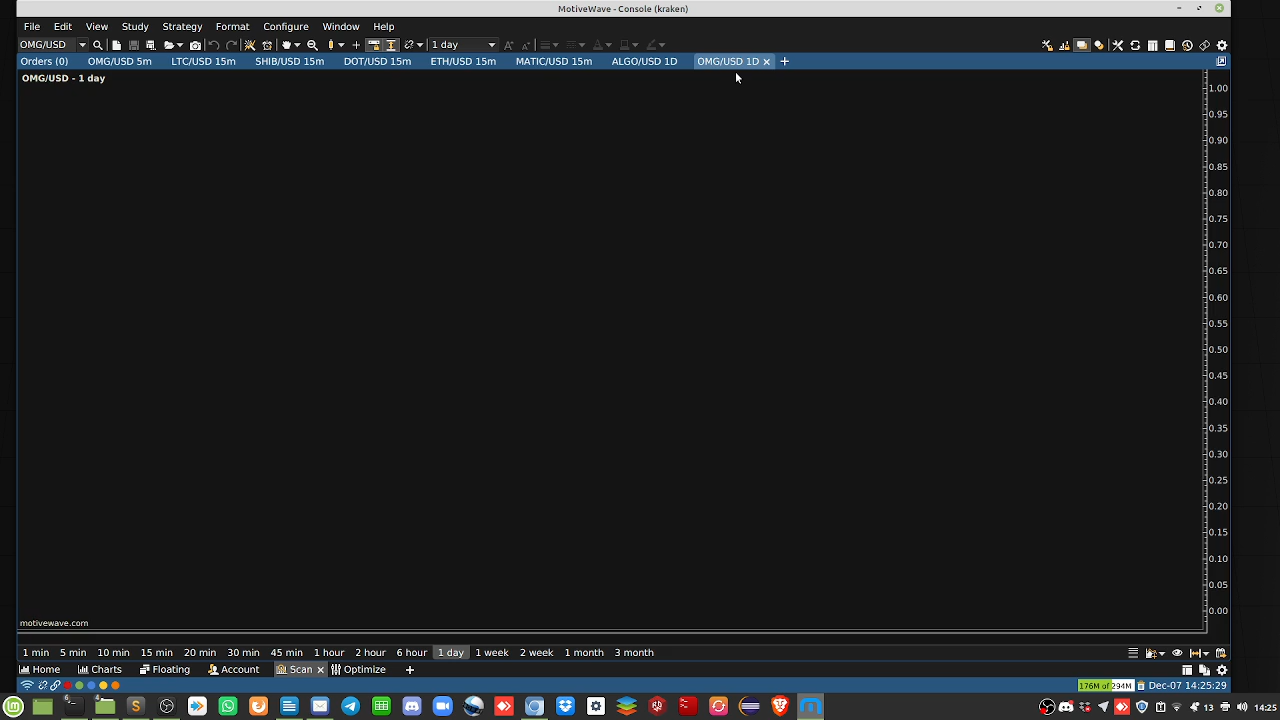 MotiveWave - Console (kraken)
File Edit View Study Strategy Format Configure Window Help
OMG/USD 1 day
Orders (0) OMG/USD 5m LTC/USD 15m SHIB/USD 15m DOT/USD 15m ETH/USD 15m MATIC/USD 15m ALGO/USD 1D OMG/USD 1D
OMG/USD - 1 day
1.00
0.95
0.90
0.85
0.80
0.75
0.70
0.65
0.60
0.55
0.50
0.45
0.40
0.35
0.30
0.25
0.20
0.15
0.10
0.05
0.00
motivewave.com
1 min 5 min 10 min 15 min 20 min 30 min 45 min 1 hour 2 hour 6 hour 1 day 1 week 2 week 1 month 3 month
Home Charts Floating Account Scan Optimize
176M of 294M Dec-07 14:25:29
13 14:25